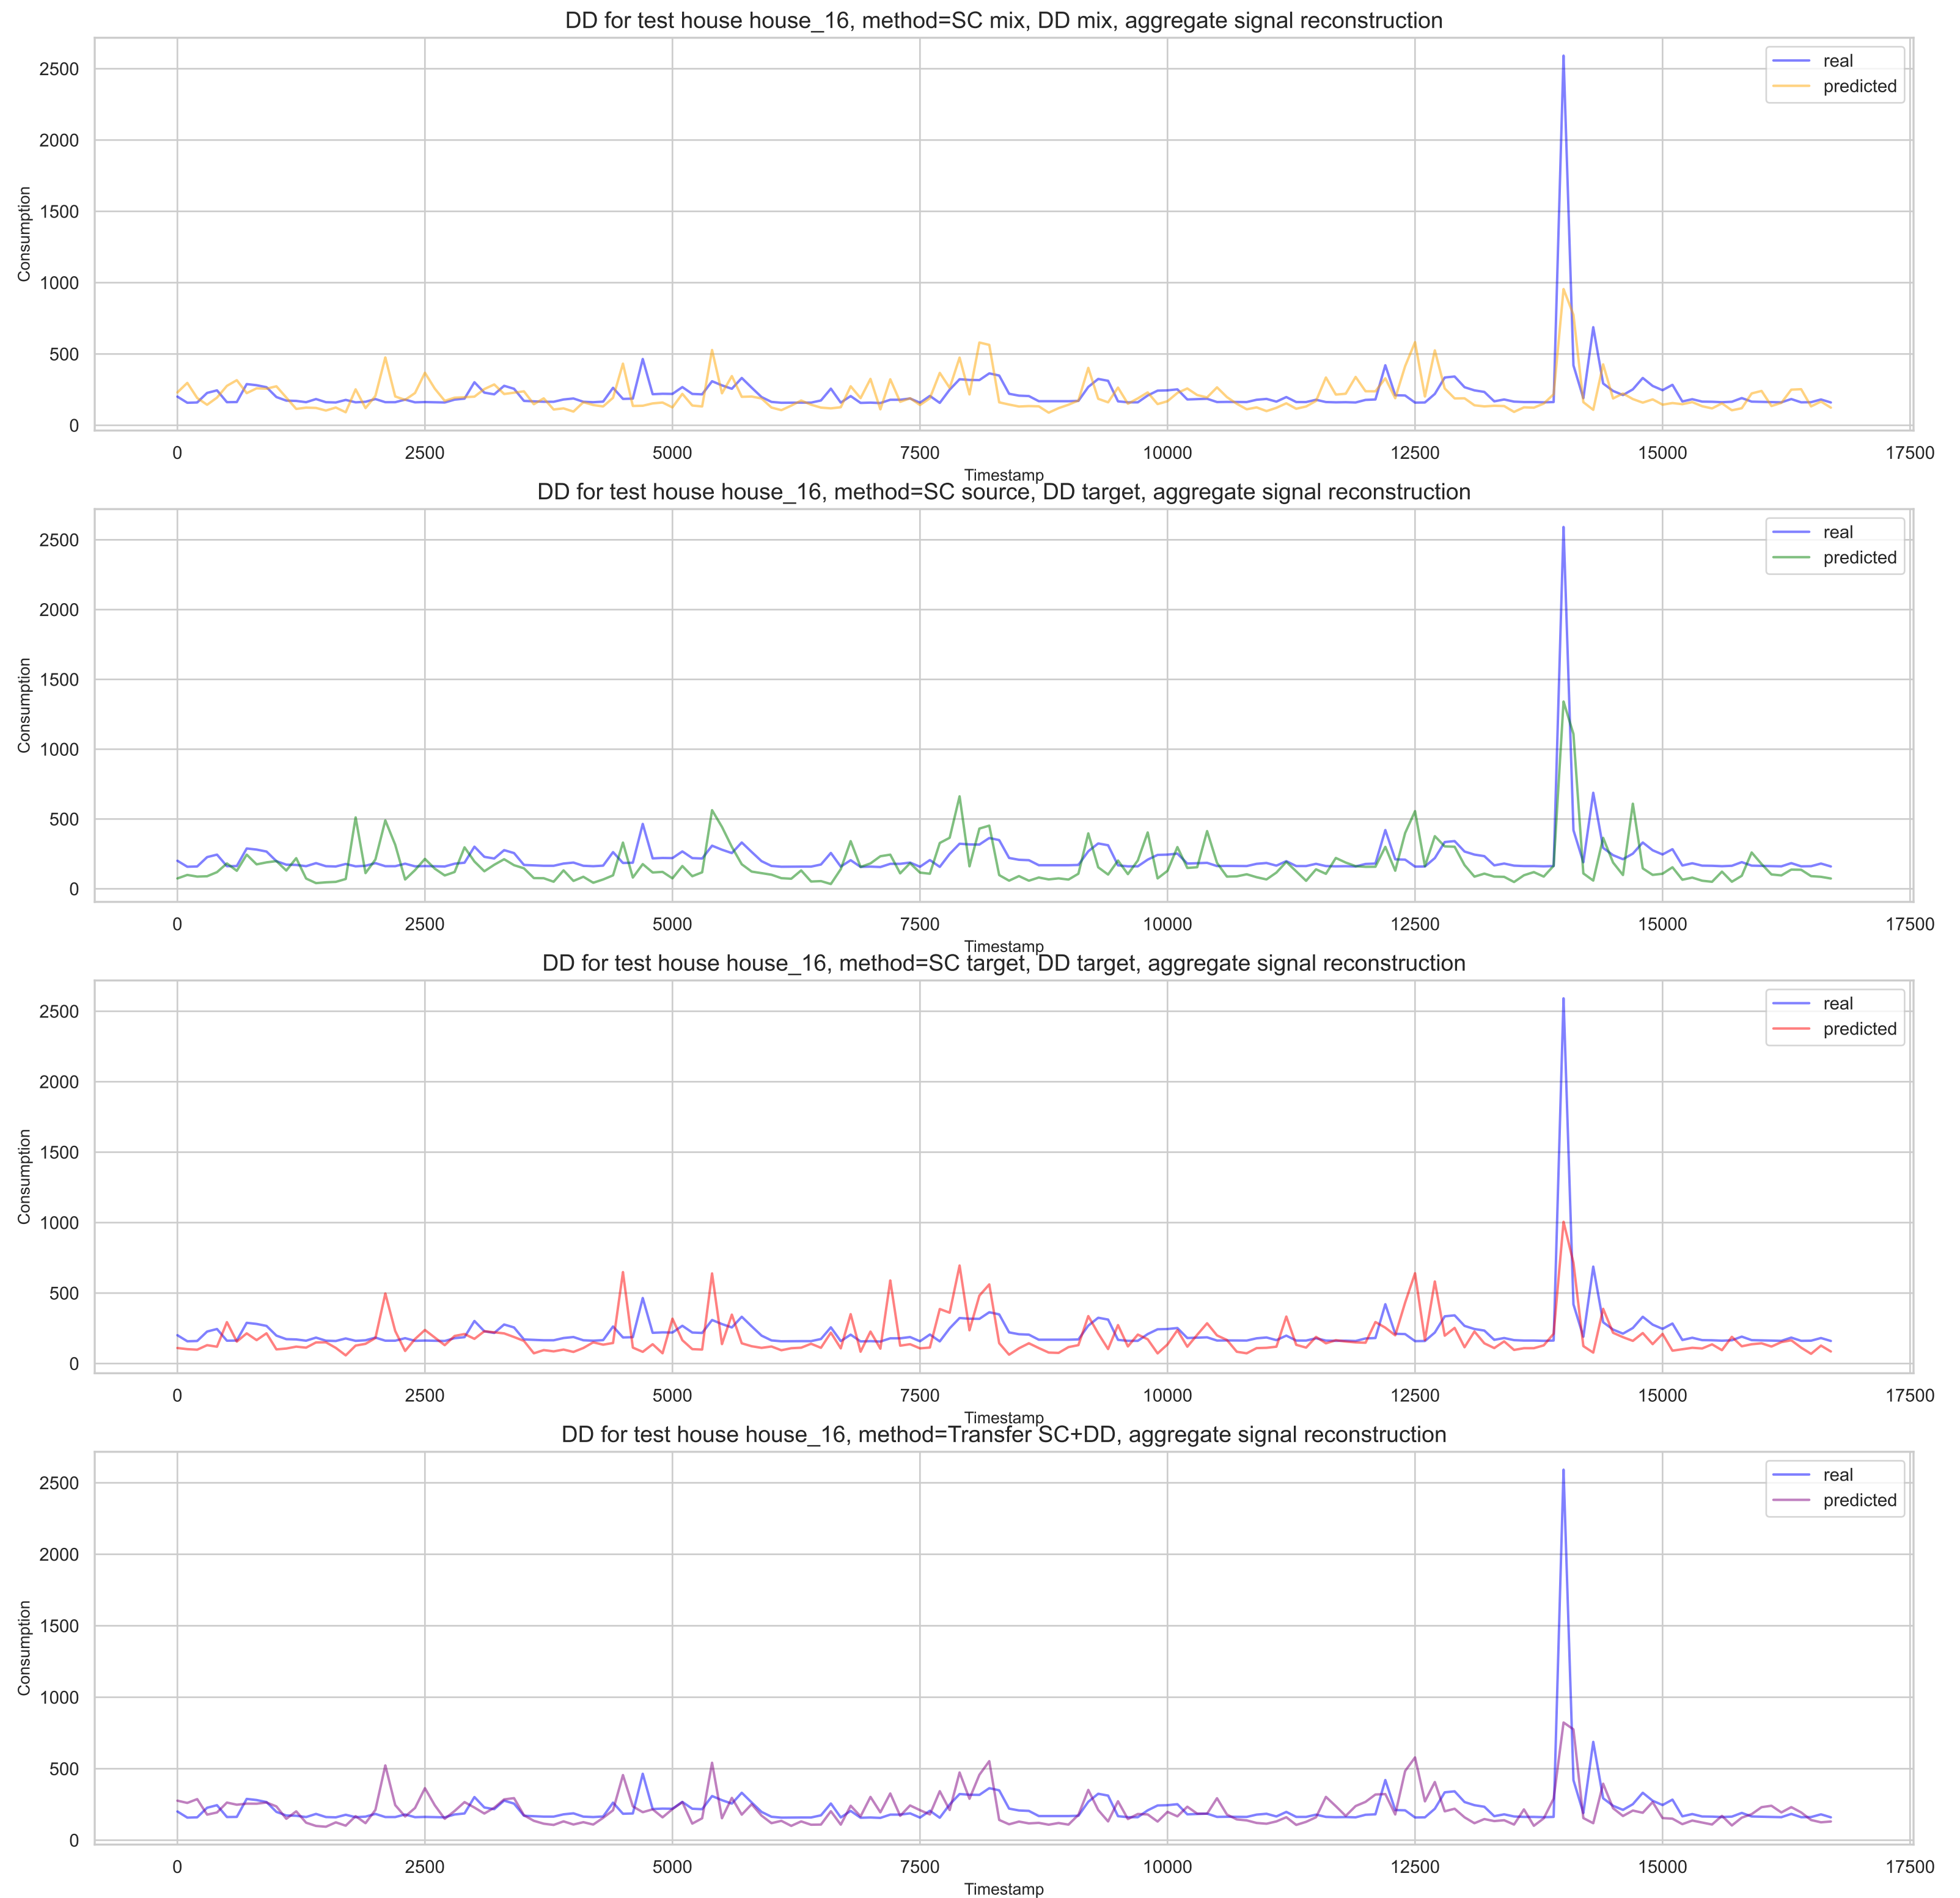 DD for test house house_16, method=SC mix, DD mix, aggregate signal reconstruction
real
predicted
Consumption
2500
2000
1500
1000
500
0
0 2500 5000 7500 10000 12500 15000 17500
Timestamp
DD for test house house_16, method=SC source, DD target, aggregate signal reconstruction
real
predicted
Consumption
2500
2000
1500
1000
500
0
0 2500 5000 7500 10000 12500 15000 17500
Timestamp
DD for test house house_16, method=SC target, DD target, aggregate signal reconstruction
real
predicted
Consumption
2500
2000
1500
1000
500
0
0 2500 5000 7500 10000 12500 15000 17500
Timestamp
DD for test house house_16, method=Transfer SC+DD, aggregate signal reconstruction
real
predicted
Consumption
2500
2000
1500
1000
500
0
0 2500 5000 7500 10000 12500 15000 17500
Timestamp